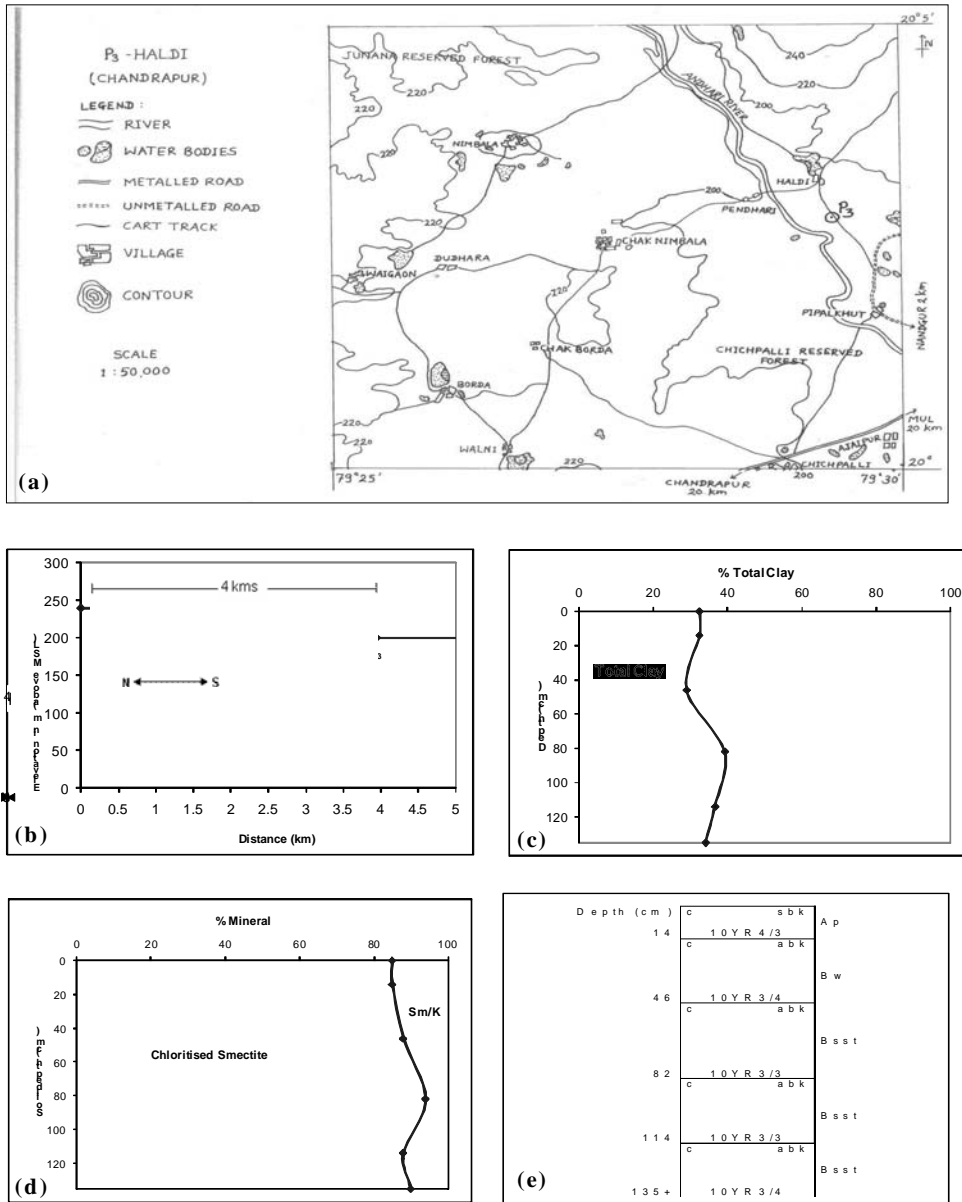 P3 - HALDI
(CHANDRAPUR)
LEGEND :
RIVER
WATER BODIES
METALLED ROAD
UNMETALLED ROAD
CART TRACK
VILLAGE
CONTOUR
SCALE
1 : 50,000
(a)
20°5'
N
JUNANA RESERVED FOREST
220
220
220
240
220
200
ANDHARI RIVER
NIMBALA
HALDI
200
PENDHARI
P3
220
CHAK NIMBALA
DUDHARA
WAIGAON
220
PIPALKHUT
NANDGUR 2 km
CHAK BORDA
CHICHPALLI RESERVED
FOREST
BORDA
220
220
WALNI
220
MUL
20 km
AJAIPUR
CHICHPALLI
200
20°
79°25'
79°30'
CHANDRAPUR
20 km
300
250
200
150
100
50
0
4 kms
N S
3
0 0.5 1 1.5 2 2.5 3 3.5 4 4.5 5
Distance (km)
(b)
% Total Clay
0 20 40 60 80 100
0
20
40
60
80
100
120
Total Clay
(c)
% Mineral
0 20 40 60 80 100
0
20
40
60
80
100
120
Sm/K
Chloritised Smectite
(d)
Depth (cm) c sbk
Ap
14 10YR 4/3
c abk
Bw
46 10YR 3/4
c abk
Bsst
82 10YR 3/3
c abk
Bsst
114 10YR 3/3
c abk
Bsst
135+ 10YR 3/4
(e)